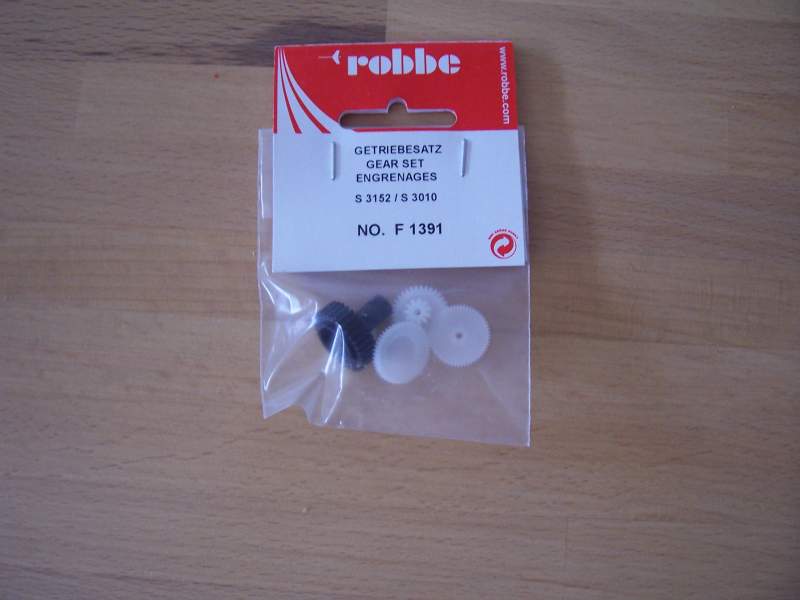 robbe
www.robbe.com
GETRIEBESATZ
GEAR SET
ENGRENAGES
S 3152 / S 3010
NO. F 1391